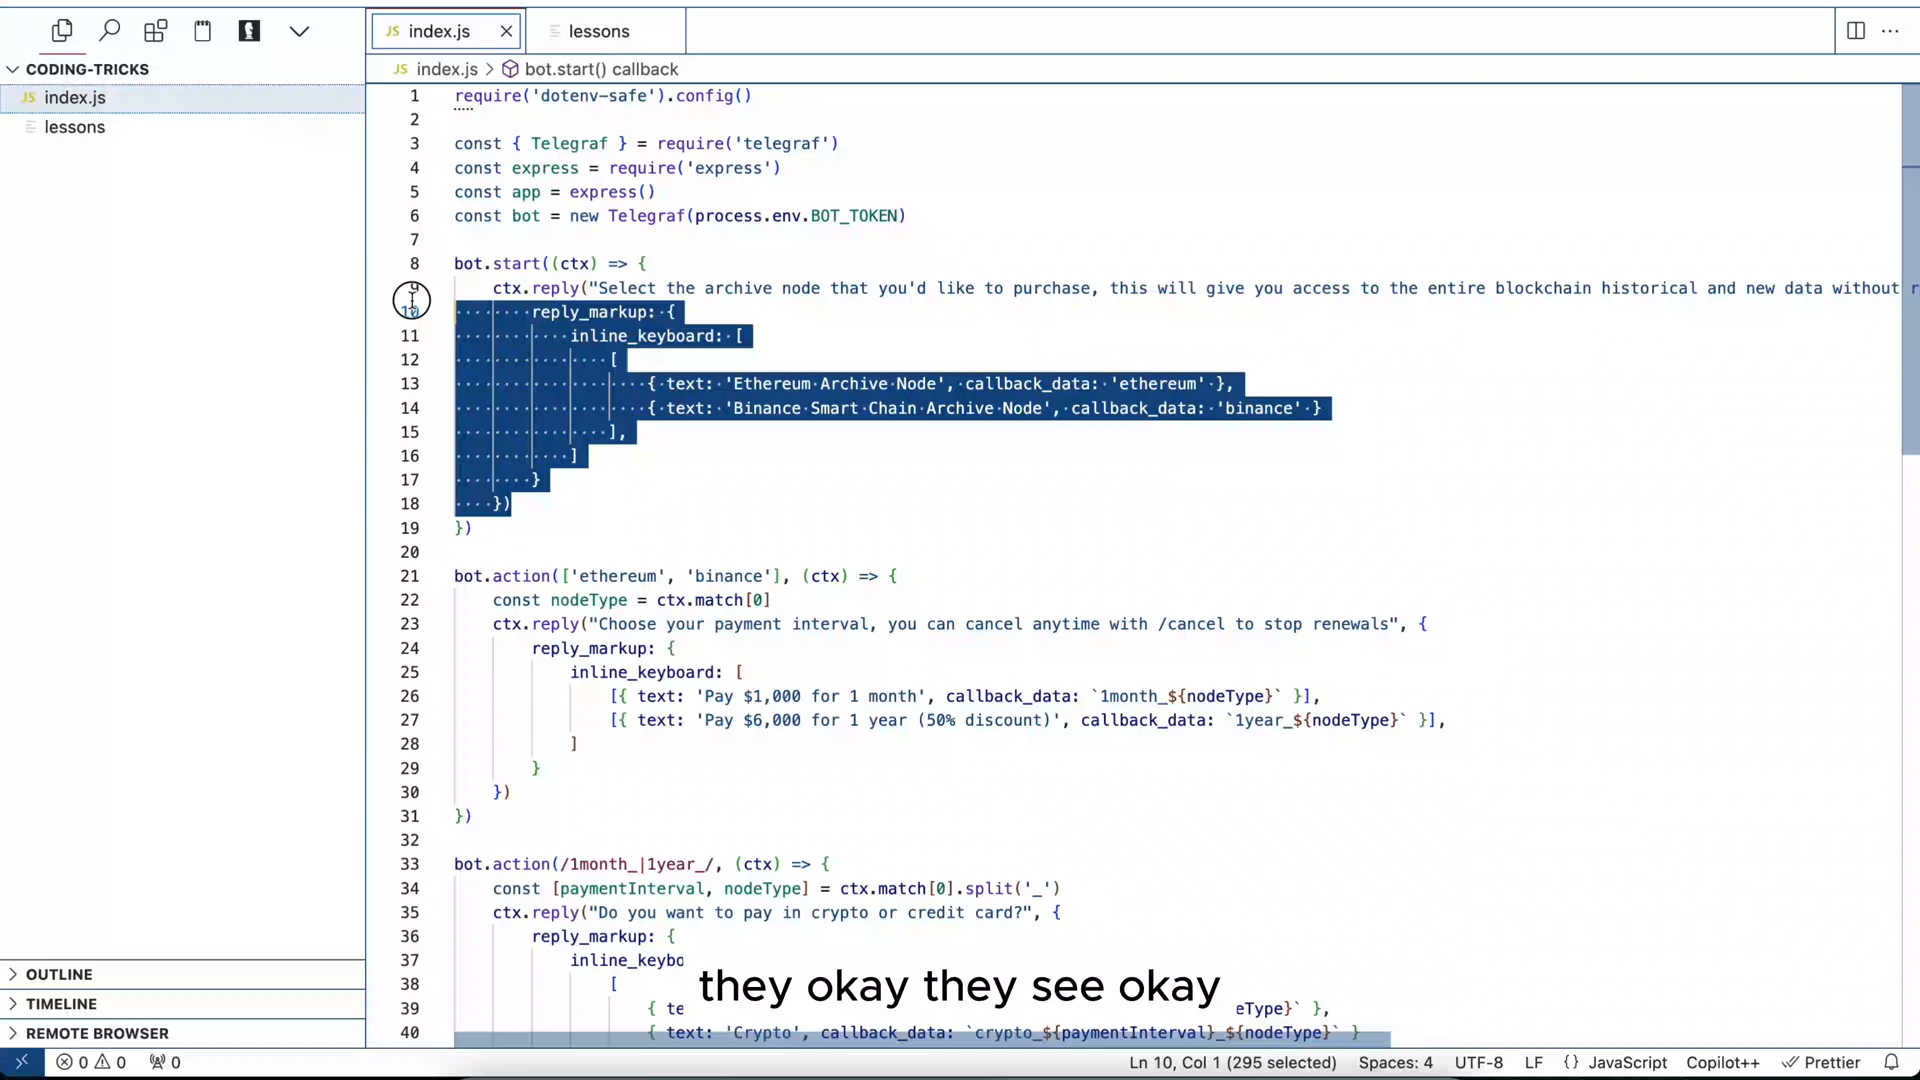 index.js
lessons
CODING-TRICKS
index.js > bot.start() callback
index.js
lessons
1 require('dotenv-safe').config()
2
3 const { Telegraf } = require('telegraf')
4 const express = require('express')
5 const app = express()
6 const bot = new Telegraf(process.env.BOT_TOKEN)
7
8 bot.start((ctx) => {
9 ctx.reply("Select the archive node that you'd like to purchase, this will give you access to the entire blockchain historical and new data without
10 reply_markup: {
11 inline_keyboard: [
12 [
13 { text: 'Ethereum Archive Node', callback_data: 'ethereum' },
14 { text: 'Binance Smart Chain Archive Node', callback_data: 'binance' }
15 ],
16 ]
17 }
18 })
19 })
20
21 bot.action(['ethereum', 'binance'], (ctx) => {
22 const nodeType = ctx.match[0]
23 ctx.reply("Choose your payment interval, you can cancel anytime with /cancel to stop renewals", {
24 reply_markup: {
25 inline_keyboard: [
26 [{ text: 'Pay $1,000 for 1 month', callback_data: `1month_${nodeType}` }],
27 [{ text: 'Pay $6,000 for 1 year (50% discount)', callback_data: `1year_${nodeType}` }],
28 ]
29 }
30 })
31 })
32
33 bot.action(/1month_|1year_/, (ctx) => {
34 const [paymentInterval, nodeType] = ctx.match[0].split('_')
35 ctx.reply("Do you want to pay in crypto or credit card?", {
36 reply_markup: {
37 inline_keybo
38 [
39 { te eType}` },
40 { text: 'Crypto', callback_data: `crypto_${paymentInterval}_${nodeType}` }
they okay they see okay
OUTLINE
TIMELINE
REMOTE BROWSER
0 0 0 Ln 10, Col 1 (295 selected) Spaces: 4 UTF-8 LF {} JavaScript Copilot++ Prettier